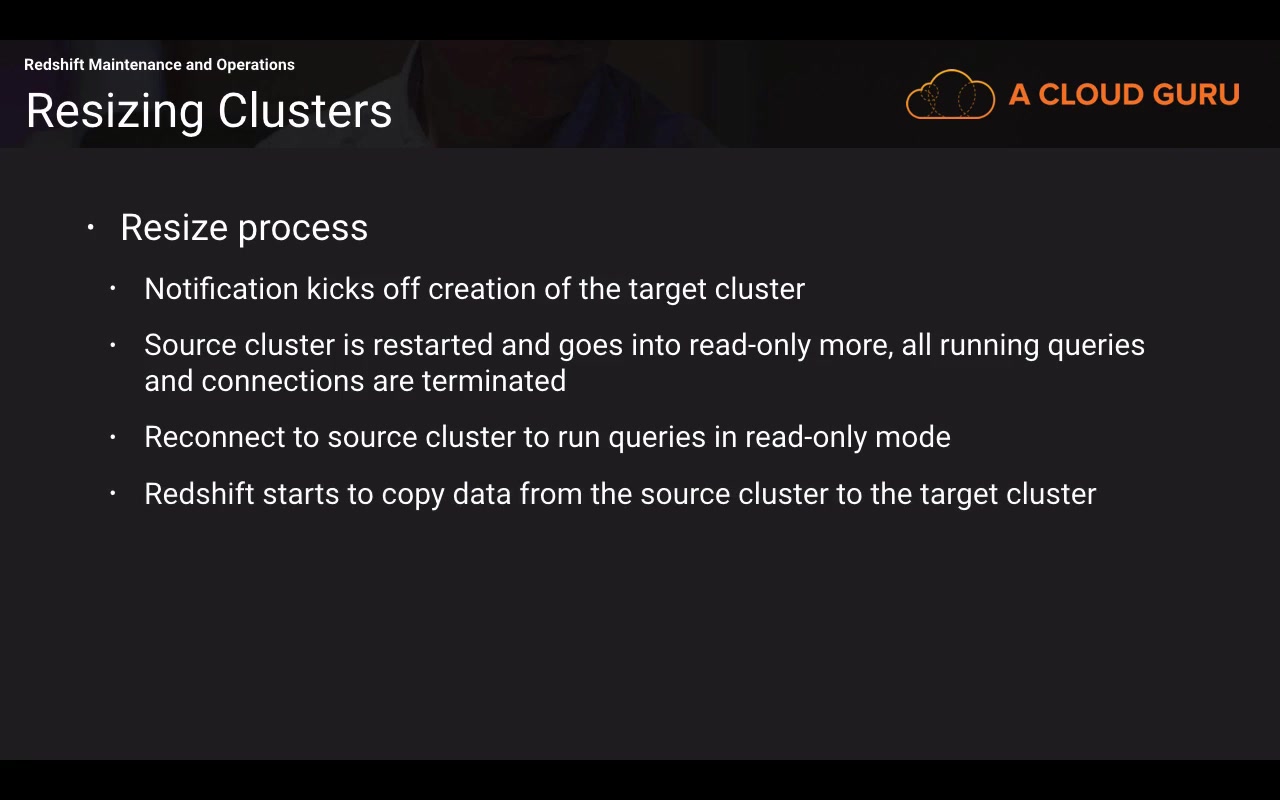 Redshift Maintenance and Operations
Resizing Clusters
A CLOUD GURU
• Resize process
• Notification kicks off creation of the target cluster
• Source cluster is restarted and goes into read-only more, all running queries
and connections are terminated
• Reconnect to source cluster to run queries in read-only mode
• Redshift starts to copy data from the source cluster to the target cluster